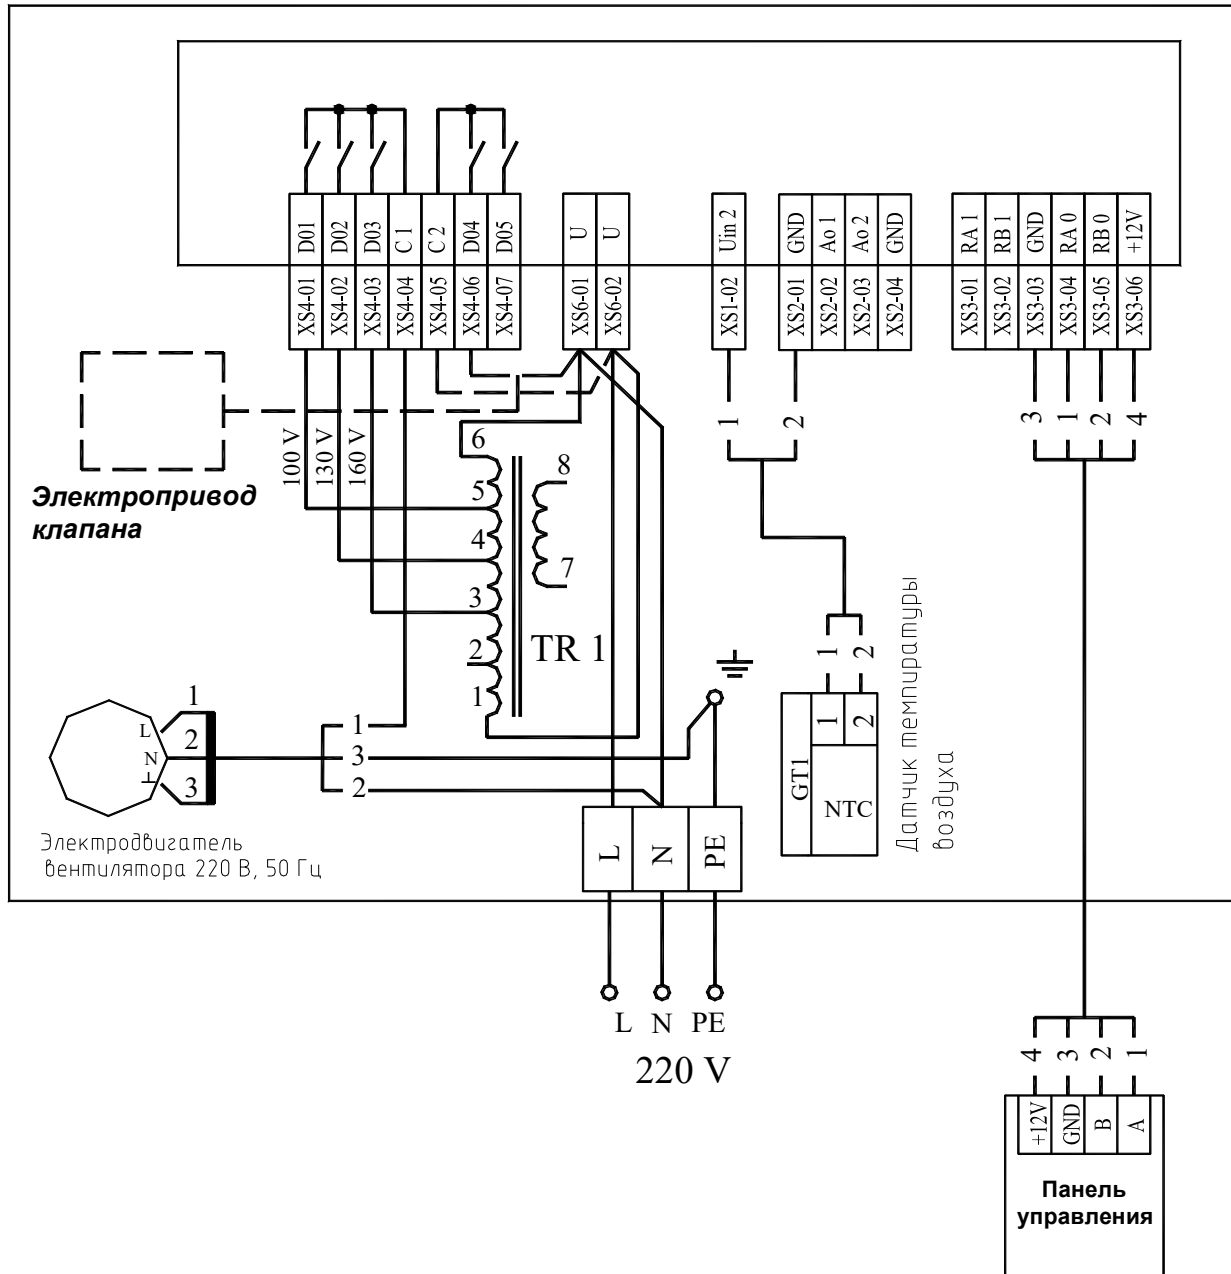 D01
D02
D03
C 1
C 2
D04
D05
U
U
Uin 2
GND
Ao 1
Ao 2
GND
RA 1
RB 1
GND
RA 0
RB 0
+12V
XS4-01
XS4-02
XS4-03
XS4-04
XS4-05
XS4-06
XS4-07
XS6-01
XS6-02
XS1-02
XS2-01
XS2-02
XS2-03
XS2-04
XS3-01
XS3-02
XS3-03
XS3-04
XS3-05
XS3-06
1
2
3
1
2
4
100 V
130 V
160 V
Электропривод
клапана
6
5
4
3
2
1
8
7
TR 1
1
2
1
2
GT1
NTC
Датчик темпиратуры
воздуха
L
N
1
2
3
1
3
2
Электродвигатель
вентилятора 220 В, 50 Гц
L
N
PE
L
N
PE
220 V
4
3
2
1
+12V
GND
B
A
Панель
управления